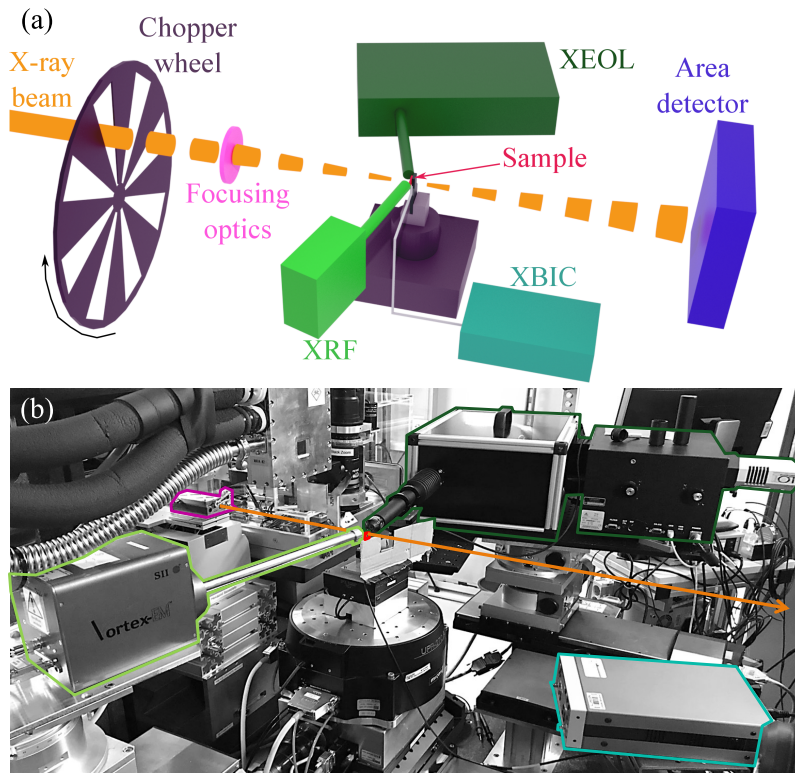 (a)
Chopper
wheel
X-ray
beam
XEOL
Area
detector
Sample
Focusing
optics
XBIC
XRF
(b)
SII
Vortex-EM